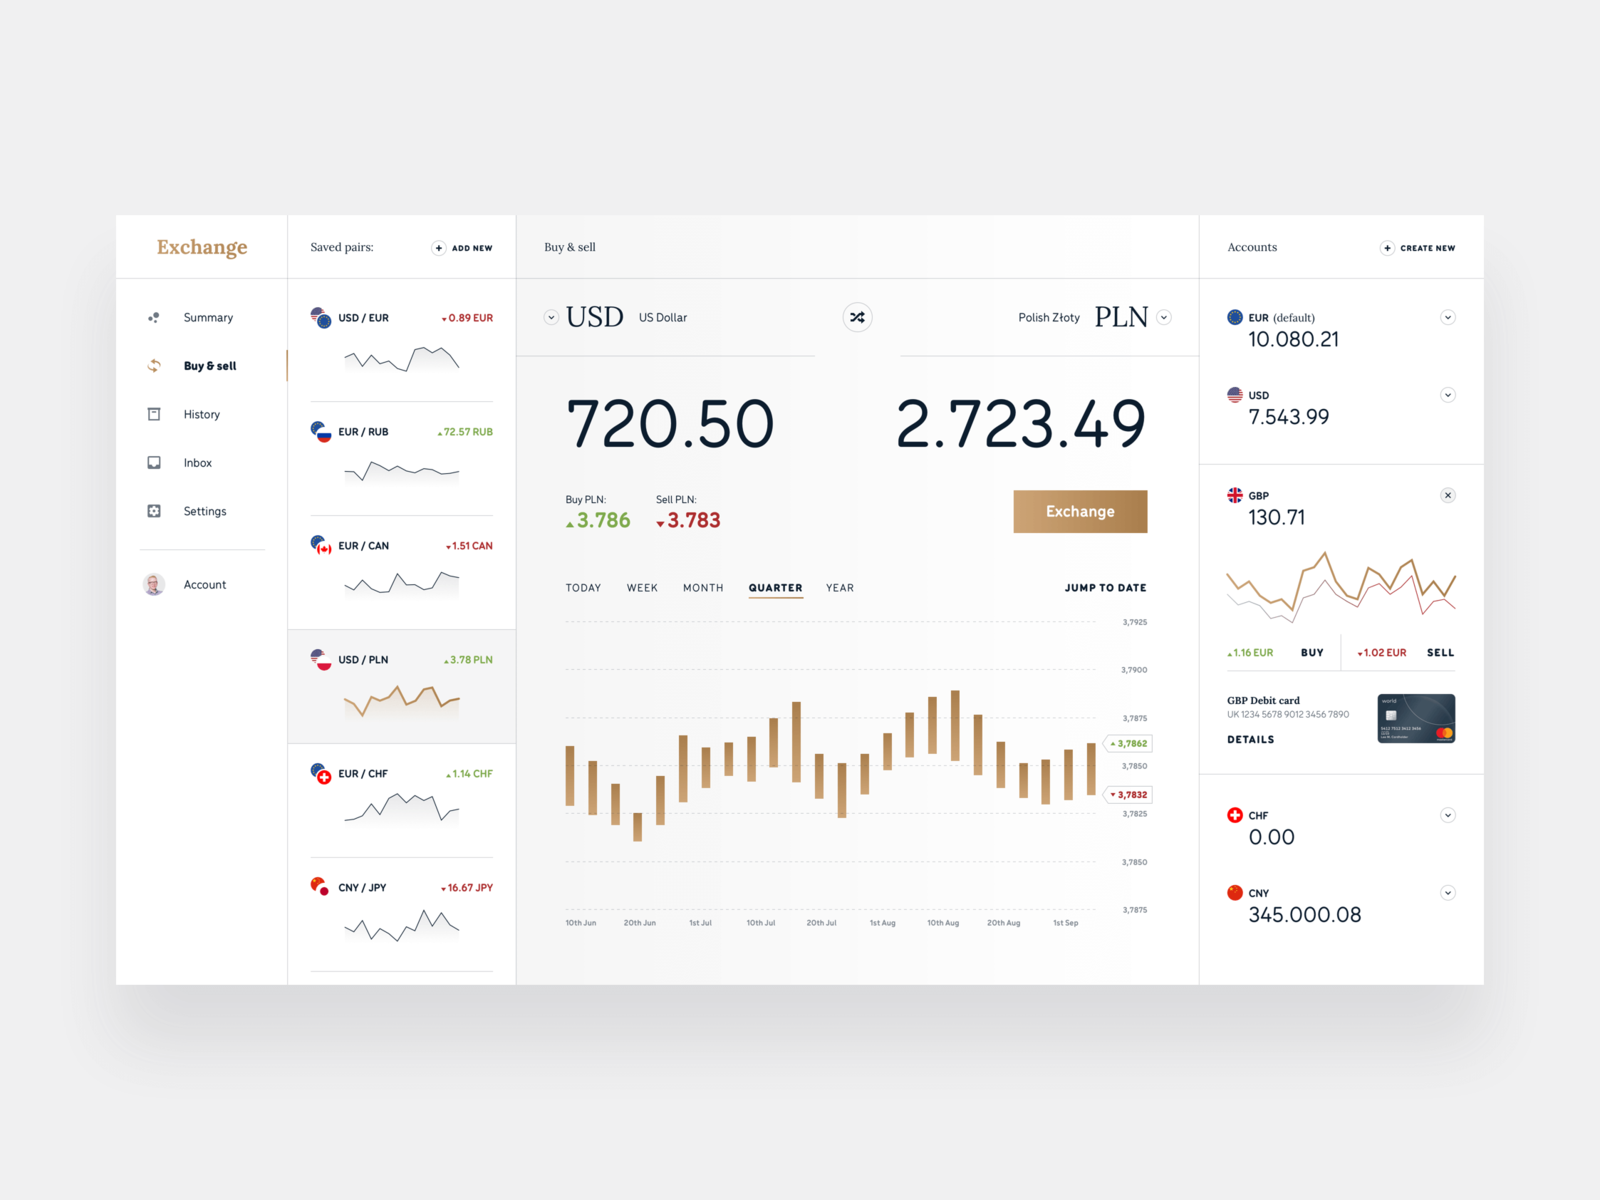 Exchange
Summary
Buy & sell
History
Inbox
Settings
Account
Saved pairs:
+ ADD NEW
USD / EUR ▾0.89 EUR
EUR / RUB ▴72.57 RUB
EUR / CAN ▾1.51 CAN
USD / PLN ▴3.78 PLN
EUR / CHF ▴1.14 CHF
CNY / JPY ▾16.67 JPY
Buy & sell
USD US Dollar
Polish Złoty PLN
720.50
2.723.49
Buy PLN:
▴3.786
Sell PLN:
▾3.783
Exchange
TODAY WEEK MONTH QUARTER YEAR
JUMP TO DATE
3,7925
3,7900
3,7875
▴ 3,7862
3,7850
▾ 3,7832
3,7825
3,7850
3,7875
10th Jun 20th Jun 1st Jul 10th Jul 20th Jul 1st Aug 10th Aug 20th Aug 1st Sep
Accounts
+ CREATE NEW
EUR (default)
10.080.21
USD
7.543.99
GBP
130.71
▴1.16 EUR BUY
▾1.02 EUR SELL
GBP Debit card
UK 1234 5678 9012 3456 7890
DETAILS
world
CHF
0.00
CNY
345.000.08